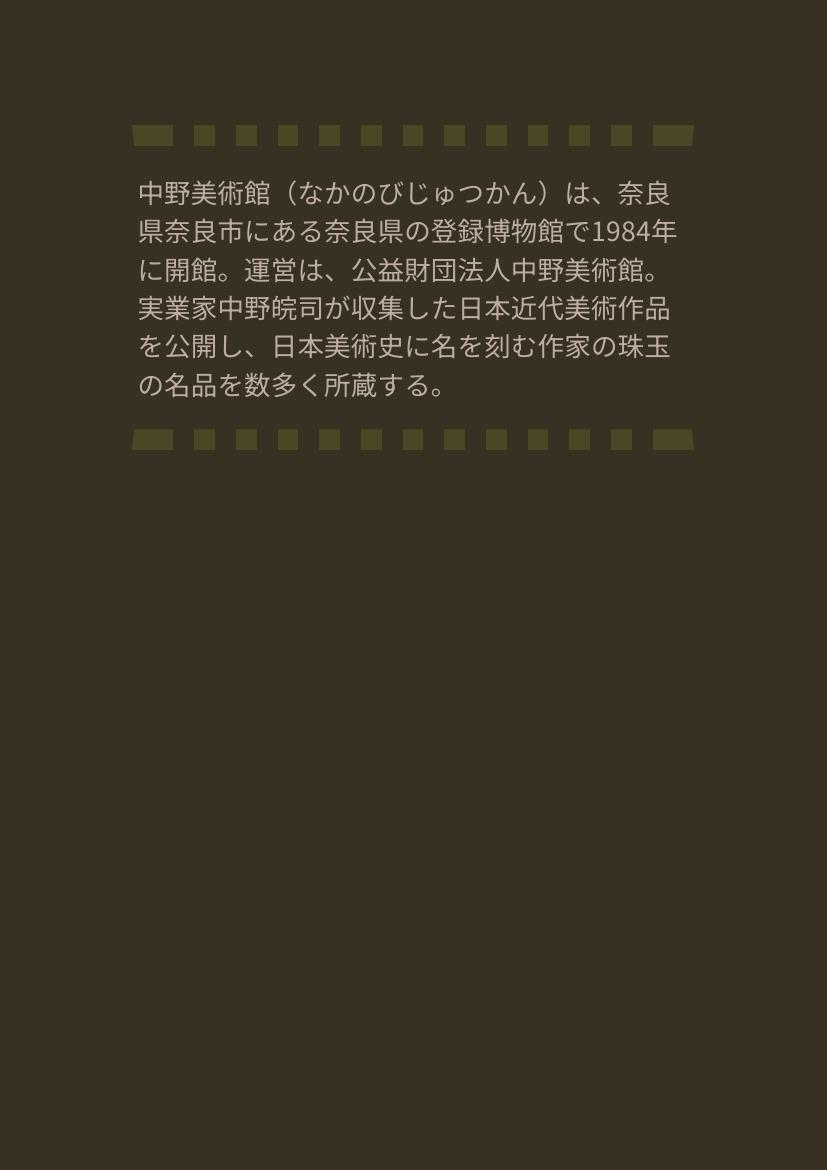 中野美術館（なかのびじゅつかん）は、奈良
県奈良市にある奈良県の登録博物館で1984年
に開館。運営は、公益財団法人中野美術館。
実業家中野皖司が収集した日本近代美術作品
を公開し、日本美術史に名を刻む作家の珠玉
の名品を数多く所蔵する。